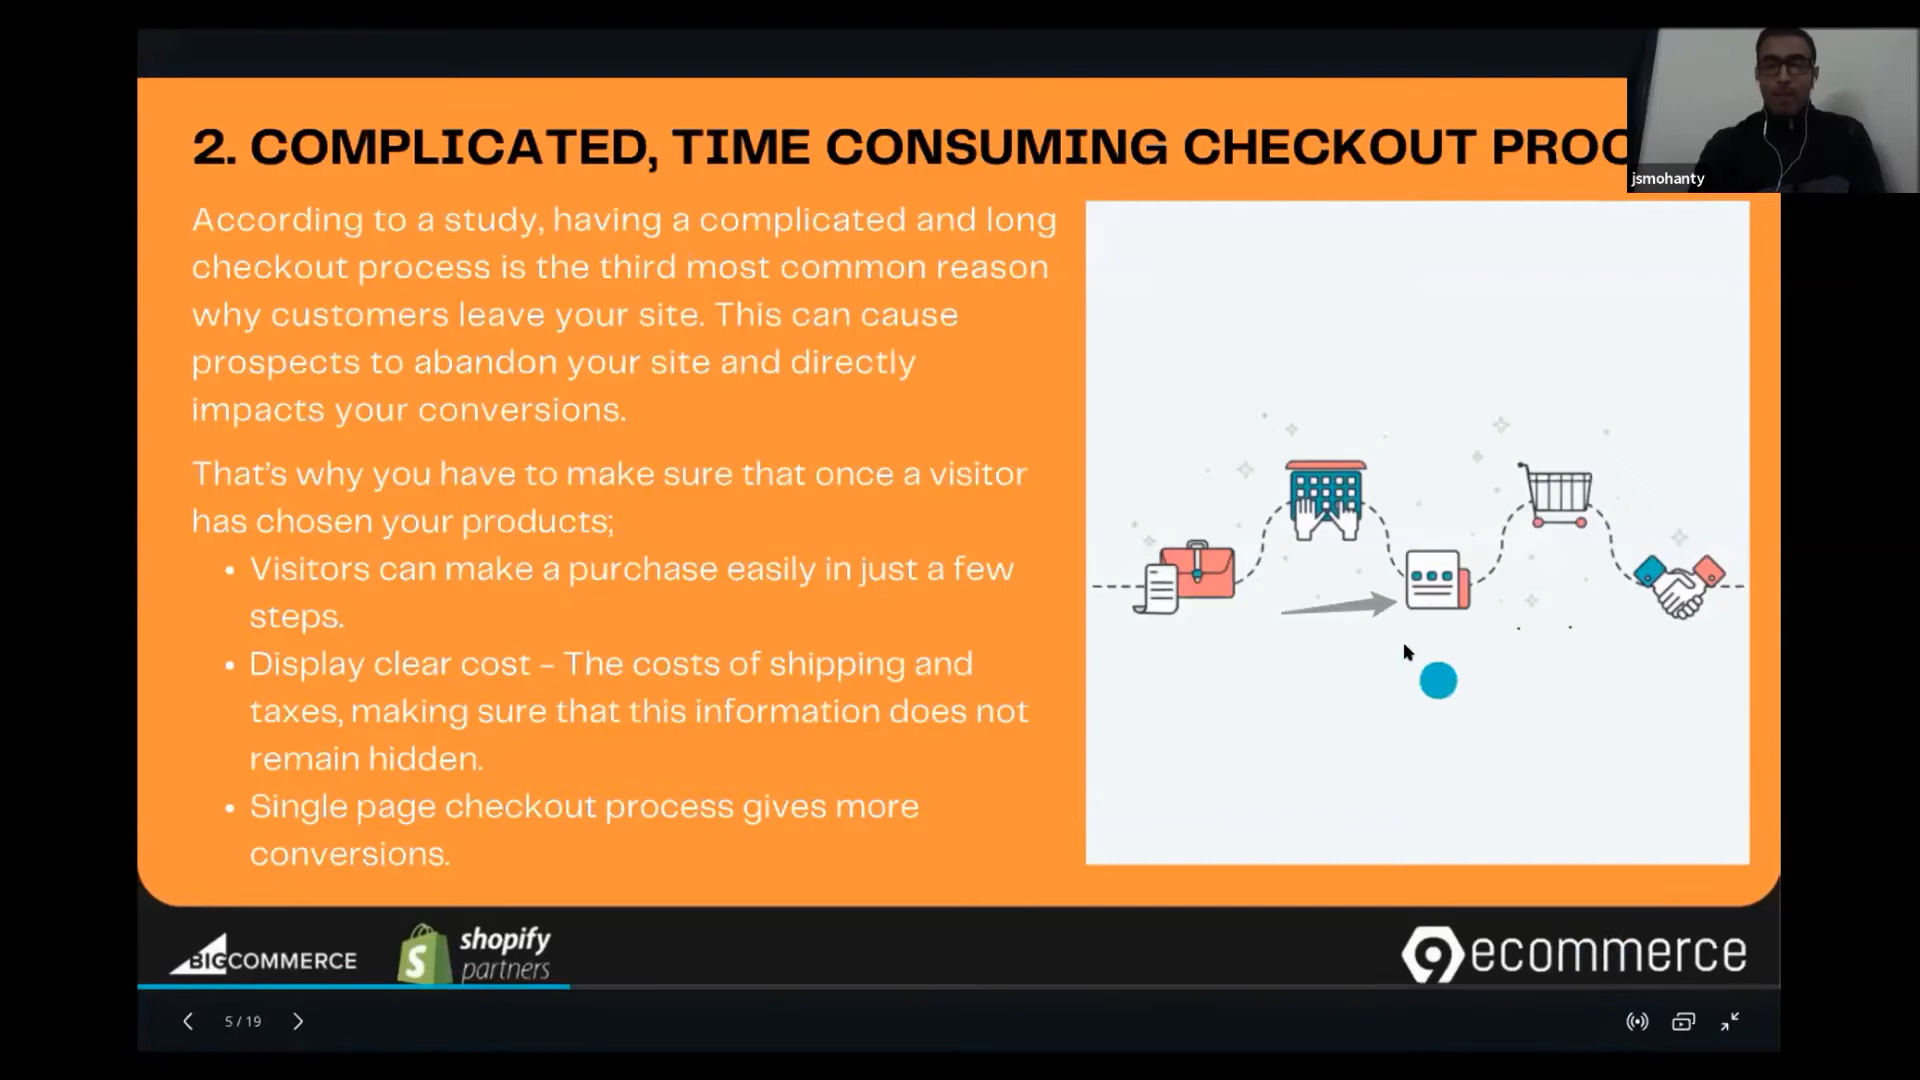 2. COMPLICATED, TIME CONSUMING CHECKOUT PROC
jsmohanty
According to a study, having a complicated and long
checkout process is the third most common reason
why customers leave your site. This can cause
prospects to abandon your site and directly
impacts your conversions.
That's why you have to make sure that once a visitor
has chosen your products;
• Visitors can make a purchase easily in just a few
steps.
• Display clear cost – The costs of shipping and
taxes, making sure that this information does not
remain hidden.
• Single page checkout process gives more
conversions.
BIGCOMMERCE
shopify
partners
9ecommerce
5 / 19